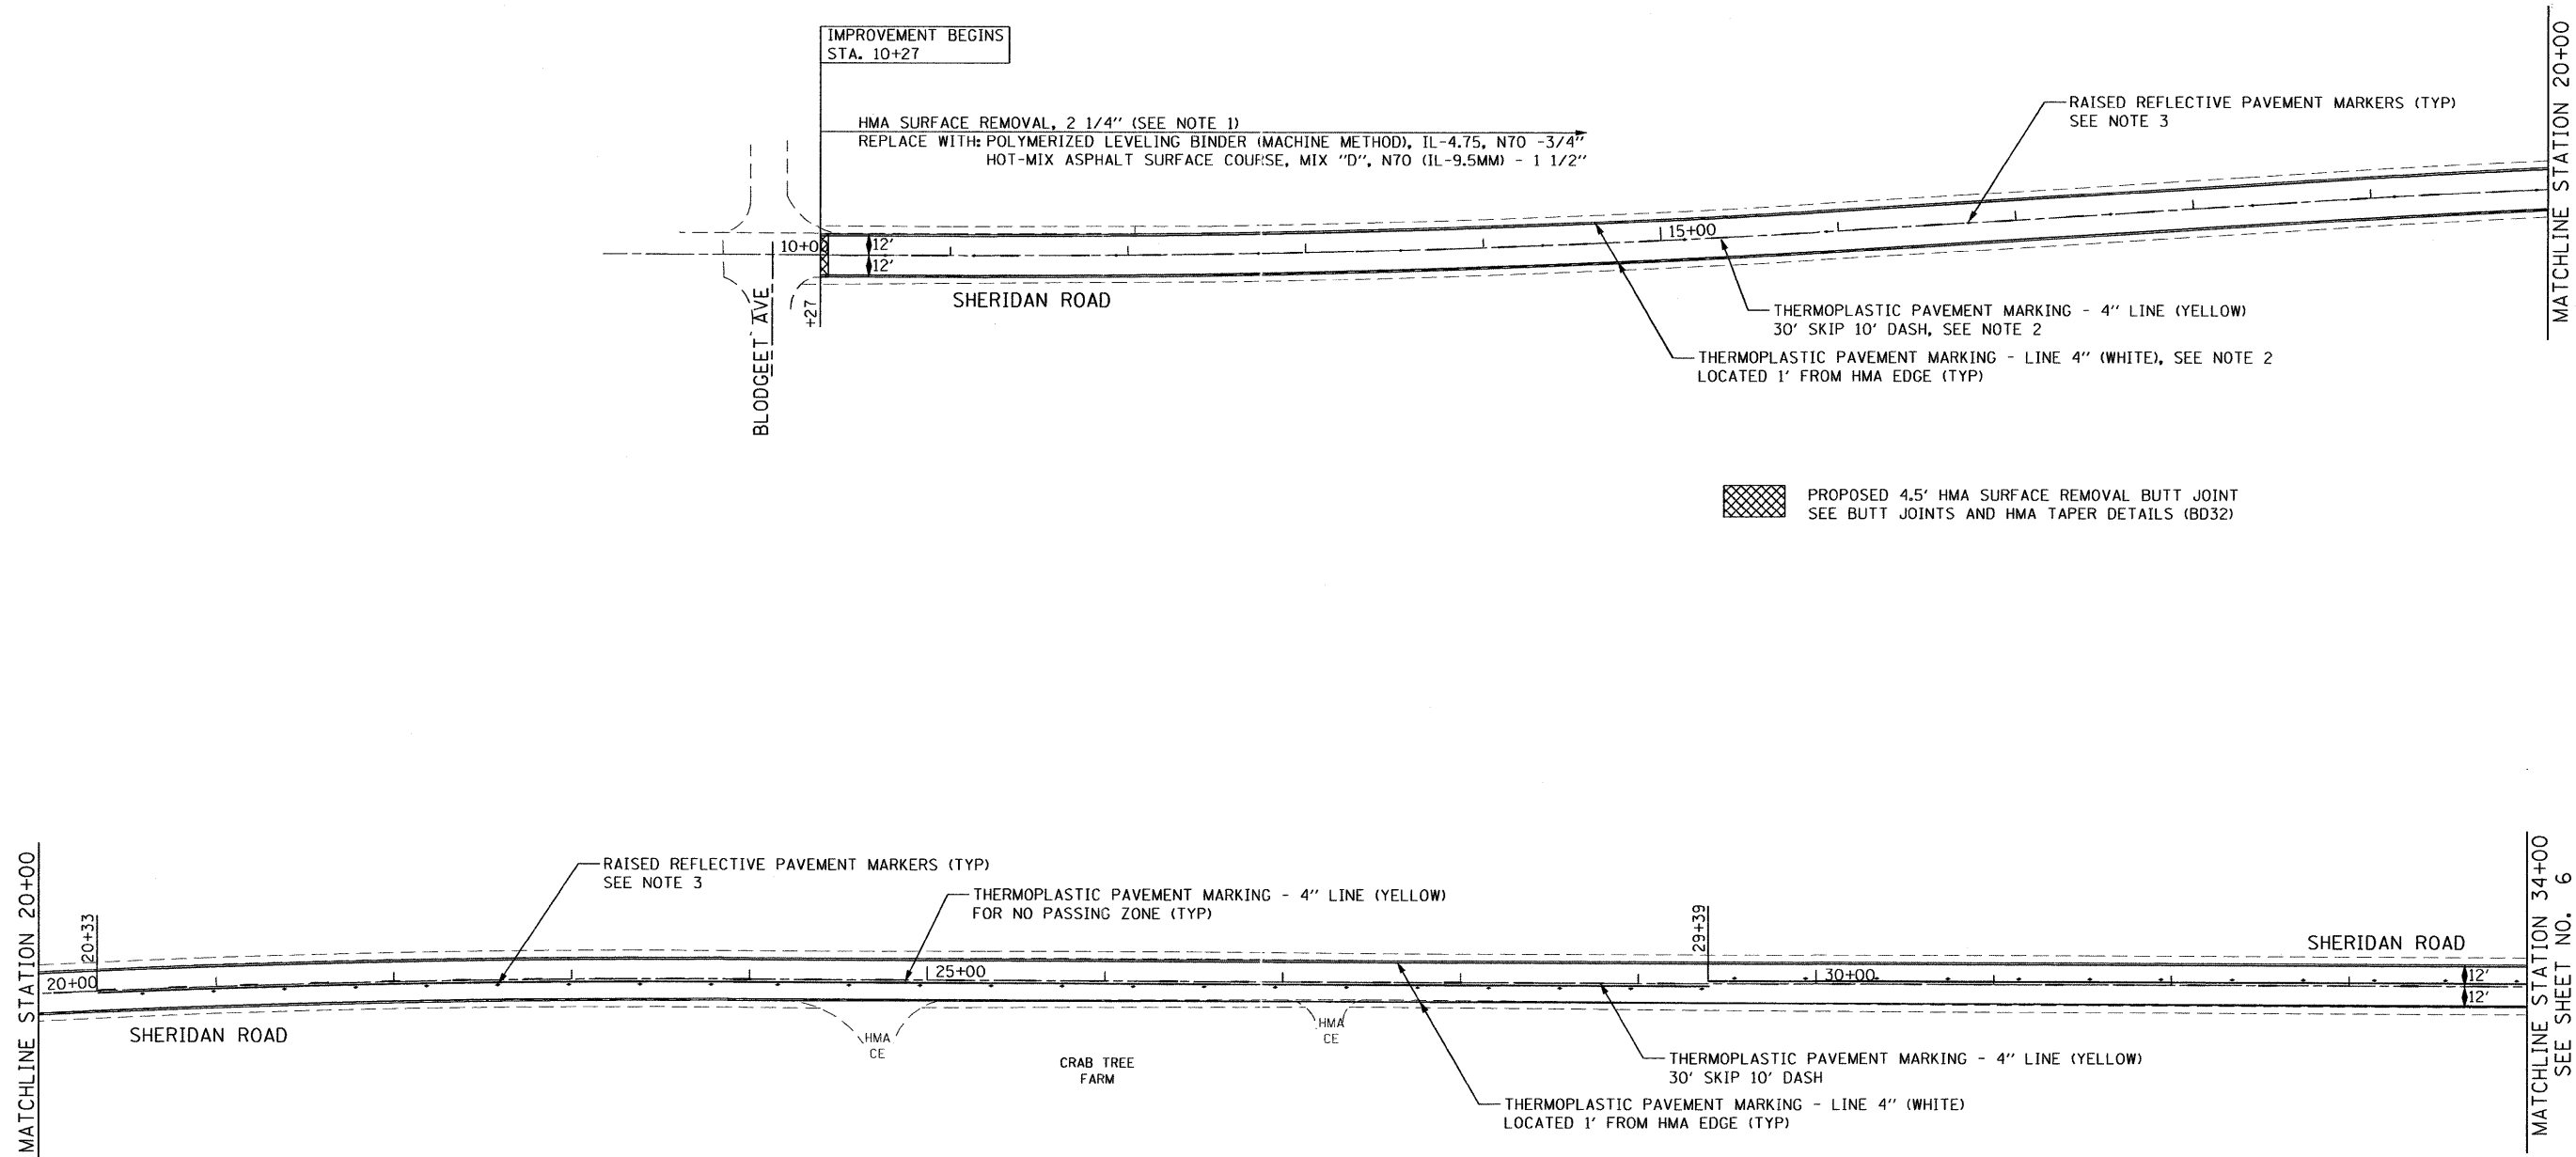 IMPROVEMENT BEGINS
STA. 10+27
HMA SURFACE REMOVAL, 2 1/4" (SEE NOTE 1)
REPLACE WITH: POLYMERIZED LEVELING BINDER (MACHINE METHOD), IL-4.75, N70 -3/4"
HOT-MIX ASPHALT SURFACE COURSE, MIX "D", N70 (IL-9.5MM) - 1 1/2"
RAISED REFLECTIVE PAVEMENT MARKERS (TYP)
SEE NOTE 3
MATCHLINE STATION 20+00
10+0
12'
12'
15+00
+27
BLODGEET AVE
SHERIDAN ROAD
THERMOPLASTIC PAVEMENT MARKING - 4" LINE (YELLOW)
30' SKIP 10' DASH, SEE NOTE 2
THERMOPLASTIC PAVEMENT MARKING - LINE 4" (WHITE), SEE NOTE 2
LOCATED 1' FROM HMA EDGE (TYP)
PROPOSED 4.5' HMA SURFACE REMOVAL BUTT JOINT
SEE BUTT JOINTS AND HMA TAPER DETAILS (BD32)
MATCHLINE STATION 20+00
20+33
RAISED REFLECTIVE PAVEMENT MARKERS (TYP)
SEE NOTE 3
THERMOPLASTIC PAVEMENT MARKING - 4" LINE (YELLOW)
FOR NO PASSING ZONE (TYP)
29+39
SHERIDAN ROAD
20+00
25+00
30+00
12'
12'
SHERIDAN ROAD
HMA
CE
HMA
CE
CRAB TREE
FARM
THERMOPLASTIC PAVEMENT MARKING - 4" LINE (YELLOW)
30' SKIP 10' DASH
THERMOPLASTIC PAVEMENT MARKING - LINE 4" (WHITE)
LOCATED 1' FROM HMA EDGE (TYP)
MATCHLINE STATION 34+00
SEE SHEET NO. 6